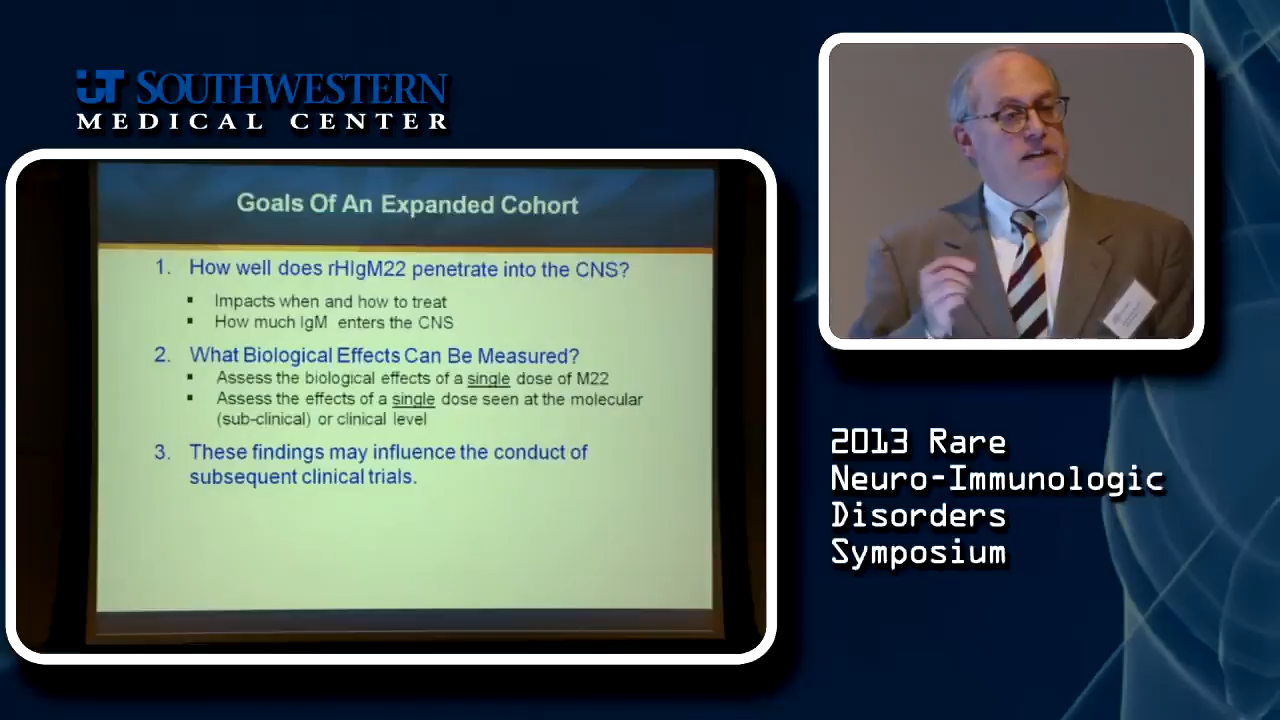 UT SOUTHWESTERN
MEDICAL CENTER
Goals Of An Expanded Cohort
1. How well does rHIgM22 penetrate into the CNS?
▪ Impacts when and how to treat
▪ How much IgM enters the CNS
2. What Biological Effects Can Be Measured?
▪ Assess the biological effects of a single dose of M22
▪ Assess the effects of a single dose seen at the molecular
(sub-clinical) or clinical level
3. These findings may influence the conduct of
subsequent clinical trials.
2013 Rare
Neuro-Immunologic
Disorders
Symposium